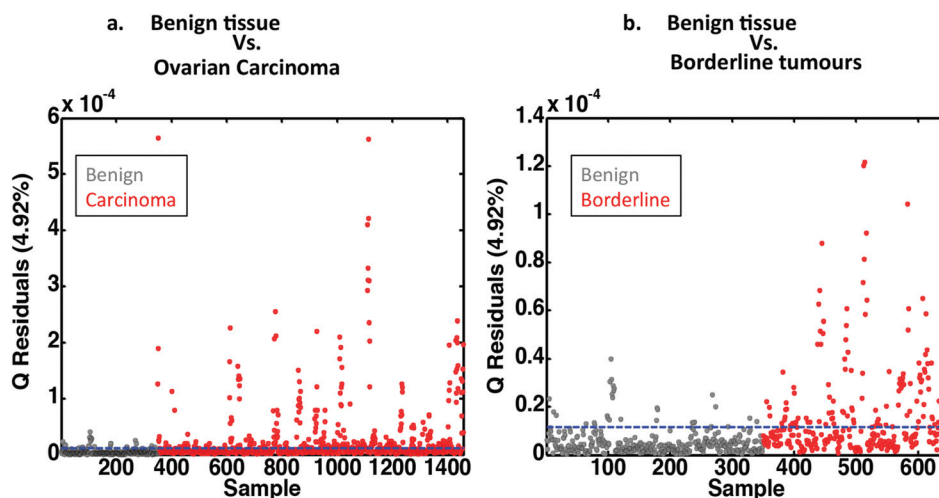 a. Benign tissue
Vs.
Ovarian Carcinoma
x 10⁻⁴
6
5
4
3
2
1
0
Q Residuals (4.92%)
Benign
Carcinoma
200 400 600 800 1000 1200 1400
Sample
b. Benign tissue
Vs.
Borderline tumours
x 10⁻⁴
1.4
1.2
1
0.8
0.6
0.4
0.2
0
Q Residuals (4.92%)
Benign
Borderline
100 200 300 400 500 600
Sample